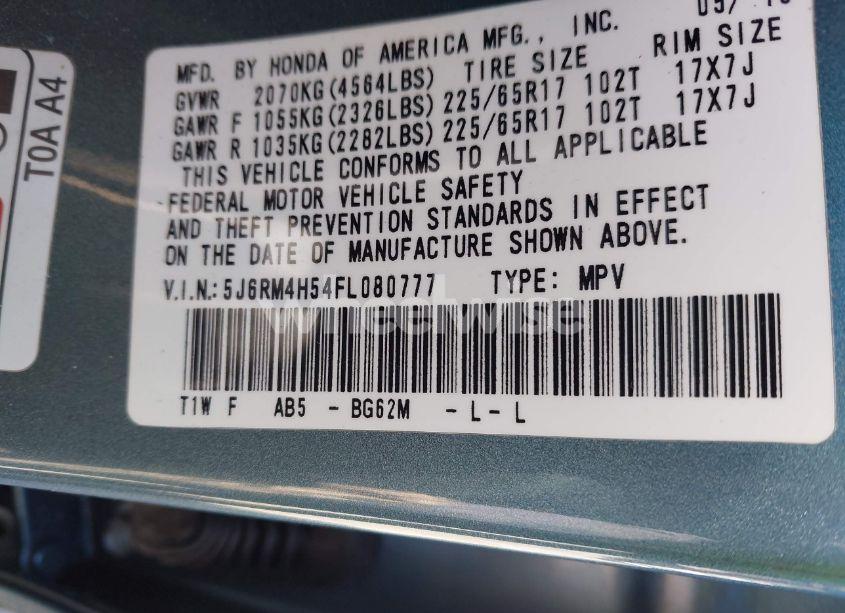 MFD. BY HONDA OF AMERICA MFG., INC.
GVWR 2070KG(4564LBS) TIRE SIZE RIM SIZE
GAWR F 1055KG(2326LBS) 225/65R17 102T 17X7J
GAWR R 1035KG(2282LBS) 225/65R17 102T 17X7J
THIS VEHICLE CONFORMS TO ALL APPLICABLE
FEDERAL MOTOR VEHICLE SAFETY
AND THEFT PREVENTION STANDARDS IN EFFECT
ON THE DATE OF MANUFACTURE SHOWN ABOVE.
V.I.N.: 5J6RM4H54FL080777 TYPE: MPV
wheelwise
T1W F AB5 - BG62M - L - L
T0A A4